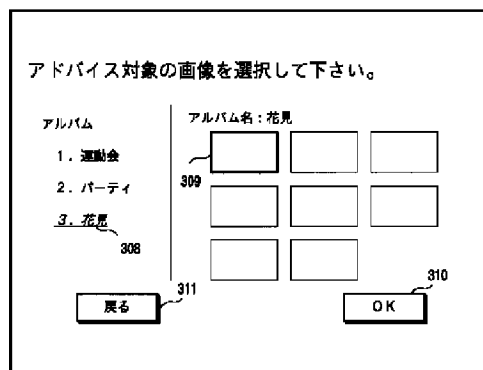 アドバイス対象の画像を選択して下さい。
アルバム
1．運動会
2．パーティ
3．花見
308
アルバム名：花見
309
311
戻る
310
OK